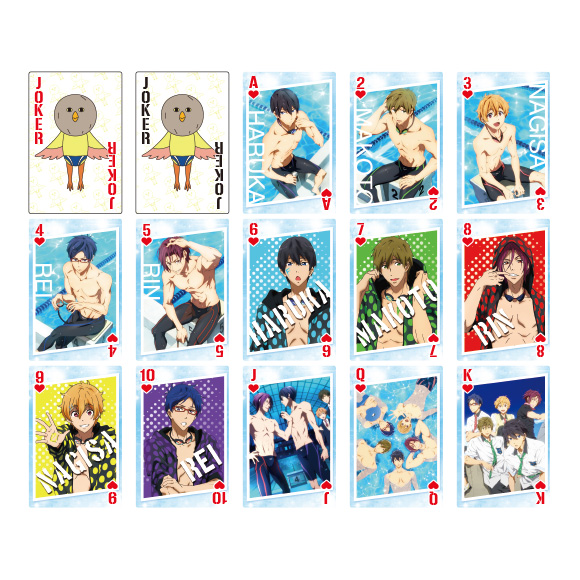 JOKER
JOKER
JOKER
JOKER
A
HARUKA
A
2
MAKOTO
2
3
NAGISA
3
4
REI
4
5
RIN
5
6
HARUKA
6
7
MAKOTO
7
8
RIN
8
9
NAGISA
9
10
REI
10
J
4
J
Q
Q
K
K